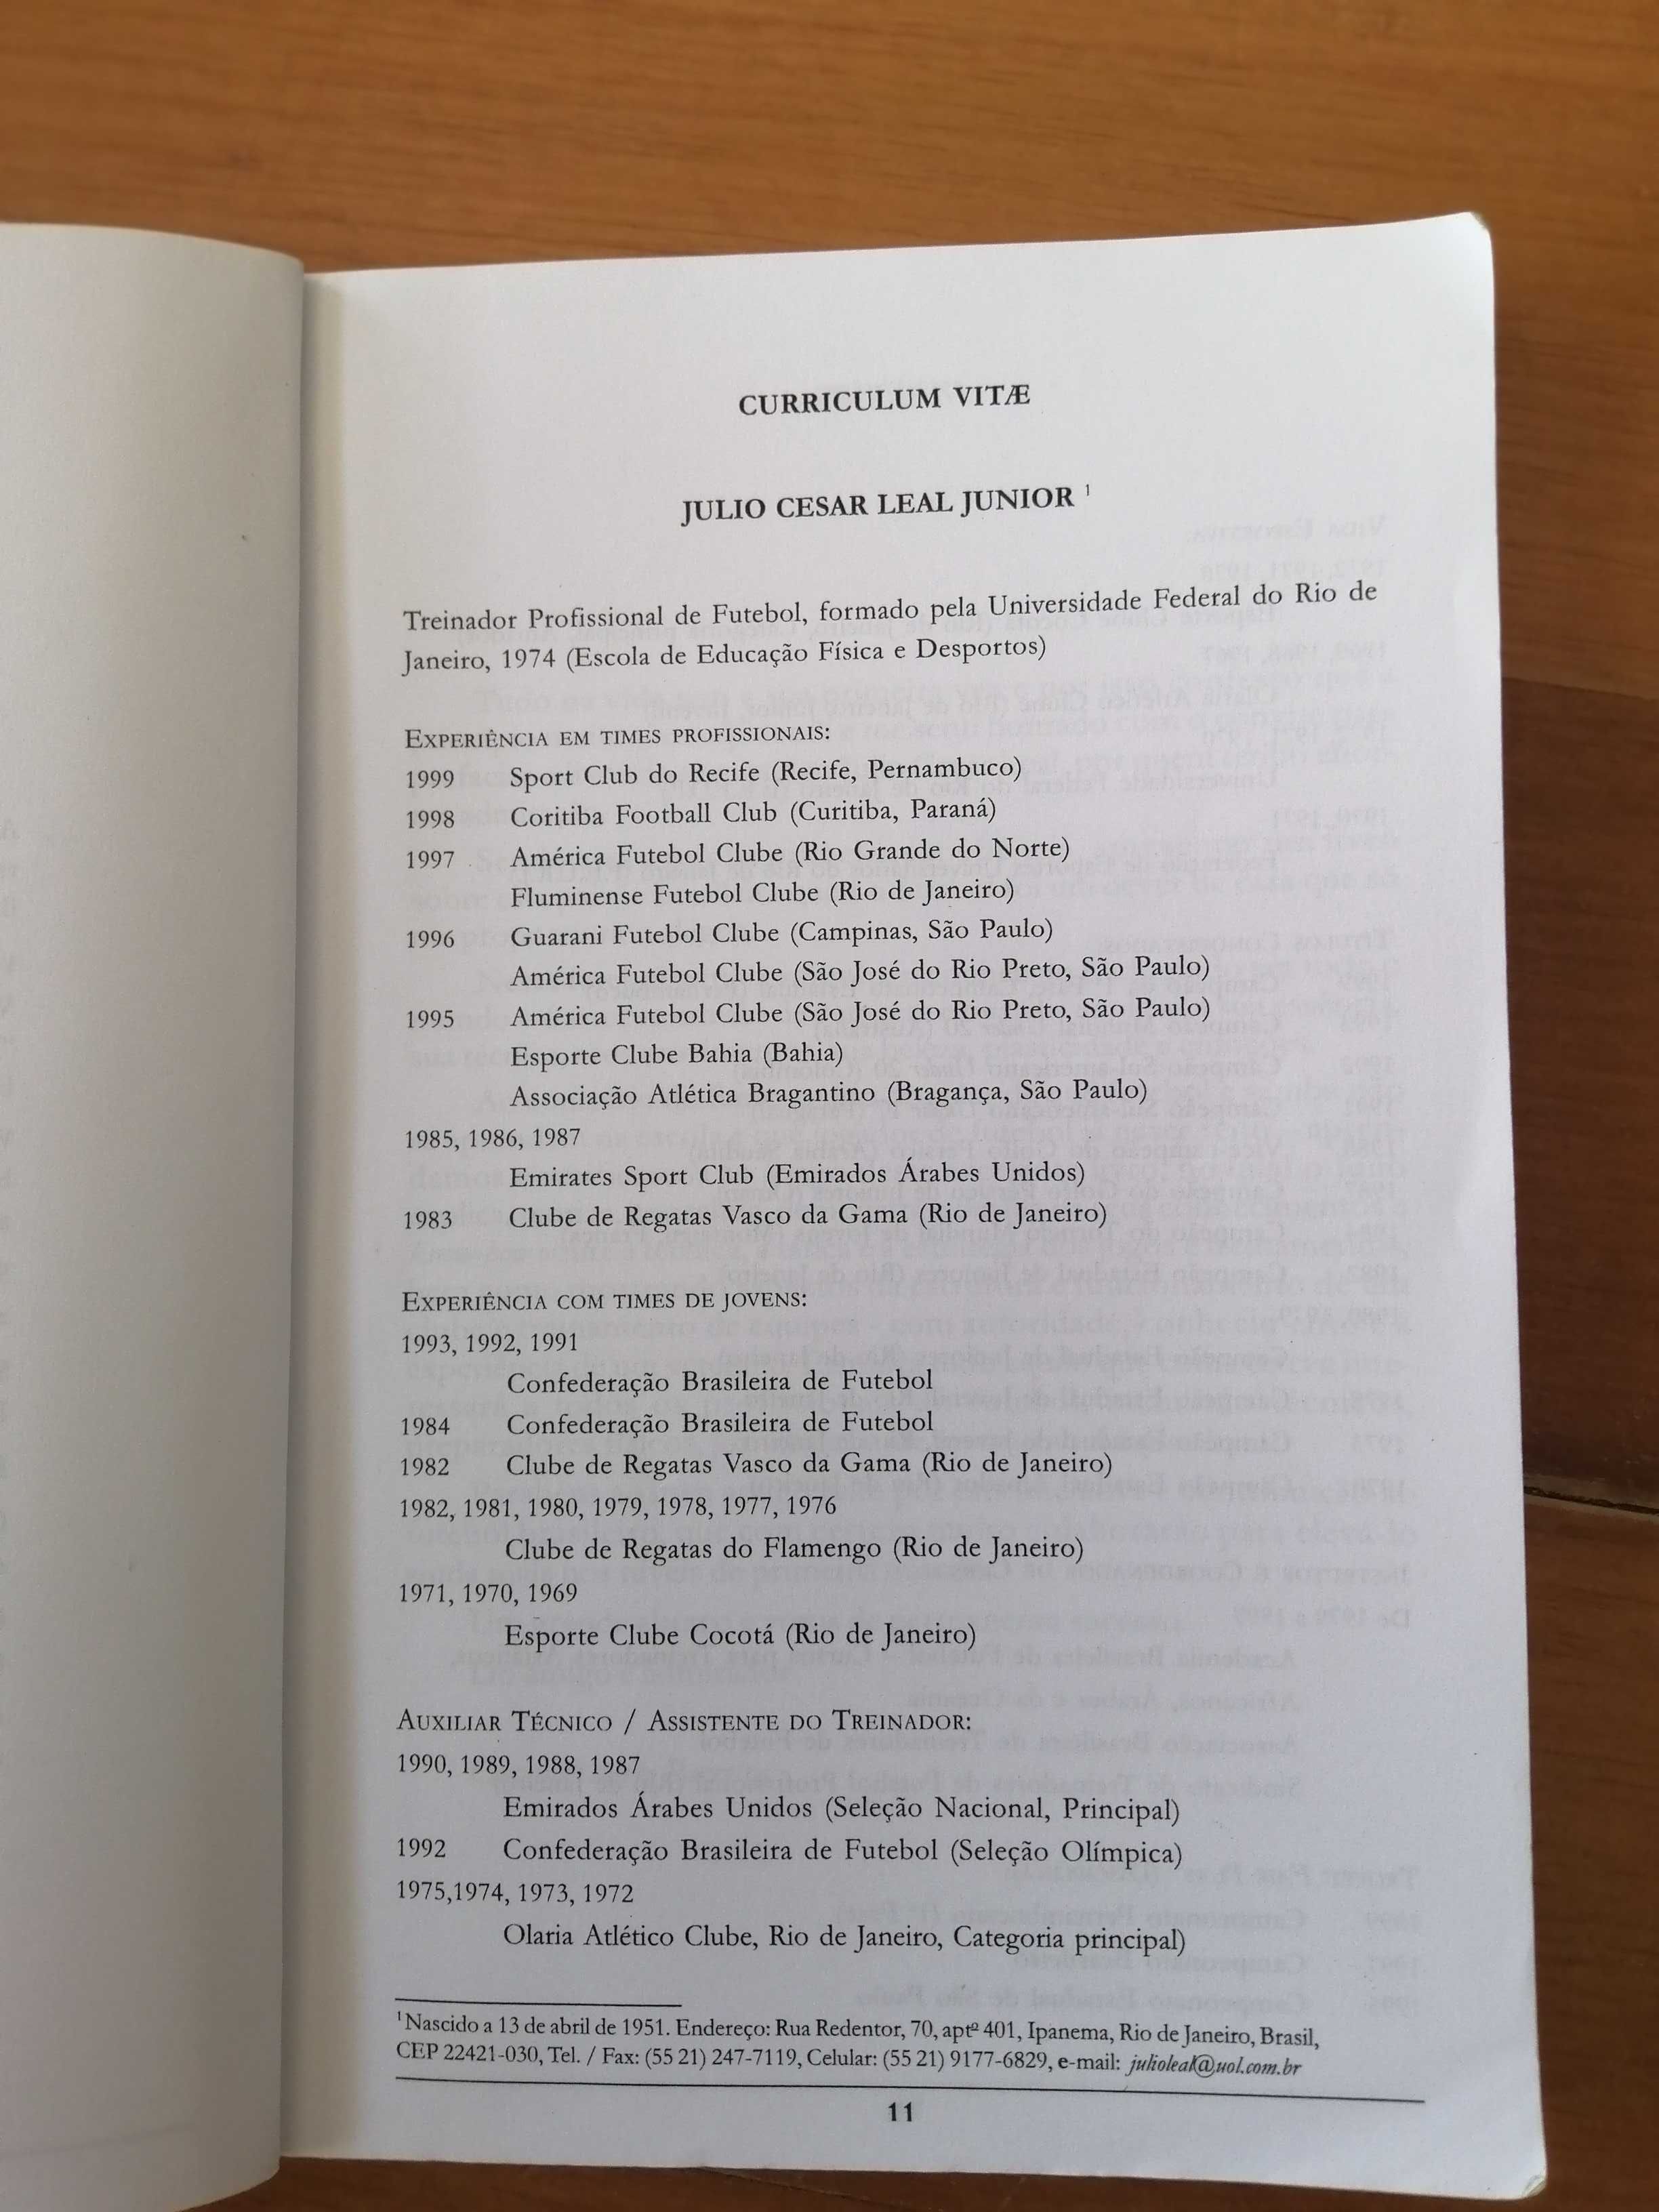 CURRICULUM VITÆ
JULIO CESAR LEAL JUNIOR ¹
Treinador Profissional de Futebol, formado pela Universidade Federal do Rio de
Janeiro, 1974 (Escola de Educação Física e Desportos)
EXPERIÊNCIA EM TIMES PROFISSIONAIS:
1999 Sport Club do Recife (Recife, Pernambuco)
1998 Coritiba Football Club (Curitiba, Paraná)
1997 América Futebol Clube (Rio Grande do Norte)
Fluminense Futebol Clube (Rio de Janeiro)
1996 Guarani Futebol Clube (Campinas, São Paulo)
América Futebol Clube (São José do Rio Preto, São Paulo)
1995 América Futebol Clube (São José do Rio Preto, São Paulo)
Esporte Clube Bahia (Bahia)
Associação Atlética Bragantino (Bragança, São Paulo)
1985, 1986, 1987
Emirates Sport Club (Emirados Árabes Unidos)
1983 Clube de Regatas Vasco da Gama (Rio de Janeiro)
EXPERIÊNCIA COM TIMES DE JOVENS:
1993, 1992, 1991
Confederação Brasileira de Futebol
1984 Confederação Brasileira de Futebol
1982 Clube de Regatas Vasco da Gama (Rio de Janeiro)
1982, 1981, 1980, 1979, 1978, 1977, 1976
Clube de Regatas do Flamengo (Rio de Janeiro)
1971, 1970, 1969
Esporte Clube Cocotá (Rio de Janeiro)
AUXILIAR TÉCNICO / ASSISTENTE DO TREINADOR:
1990, 1989, 1988, 1987
Emirados Árabes Unidos (Seleção Nacional, Principal)
1992 Confederação Brasileira de Futebol (Seleção Olímpica)
1975,1974, 1973, 1972
Olaria Atlético Clube, Rio de Janeiro, Categoria principal)
¹ Nascido a 13 de abril de 1951. Endereço: Rua Redentor, 70, aptº 401, Ipanema, Rio de Janeiro, Brasil,
CEP 22421-030, Tel. / Fax: (55 21) 247-7119, Celular: (55 21) 9177-6829, e-mail: julioleal@uol.com.br
11